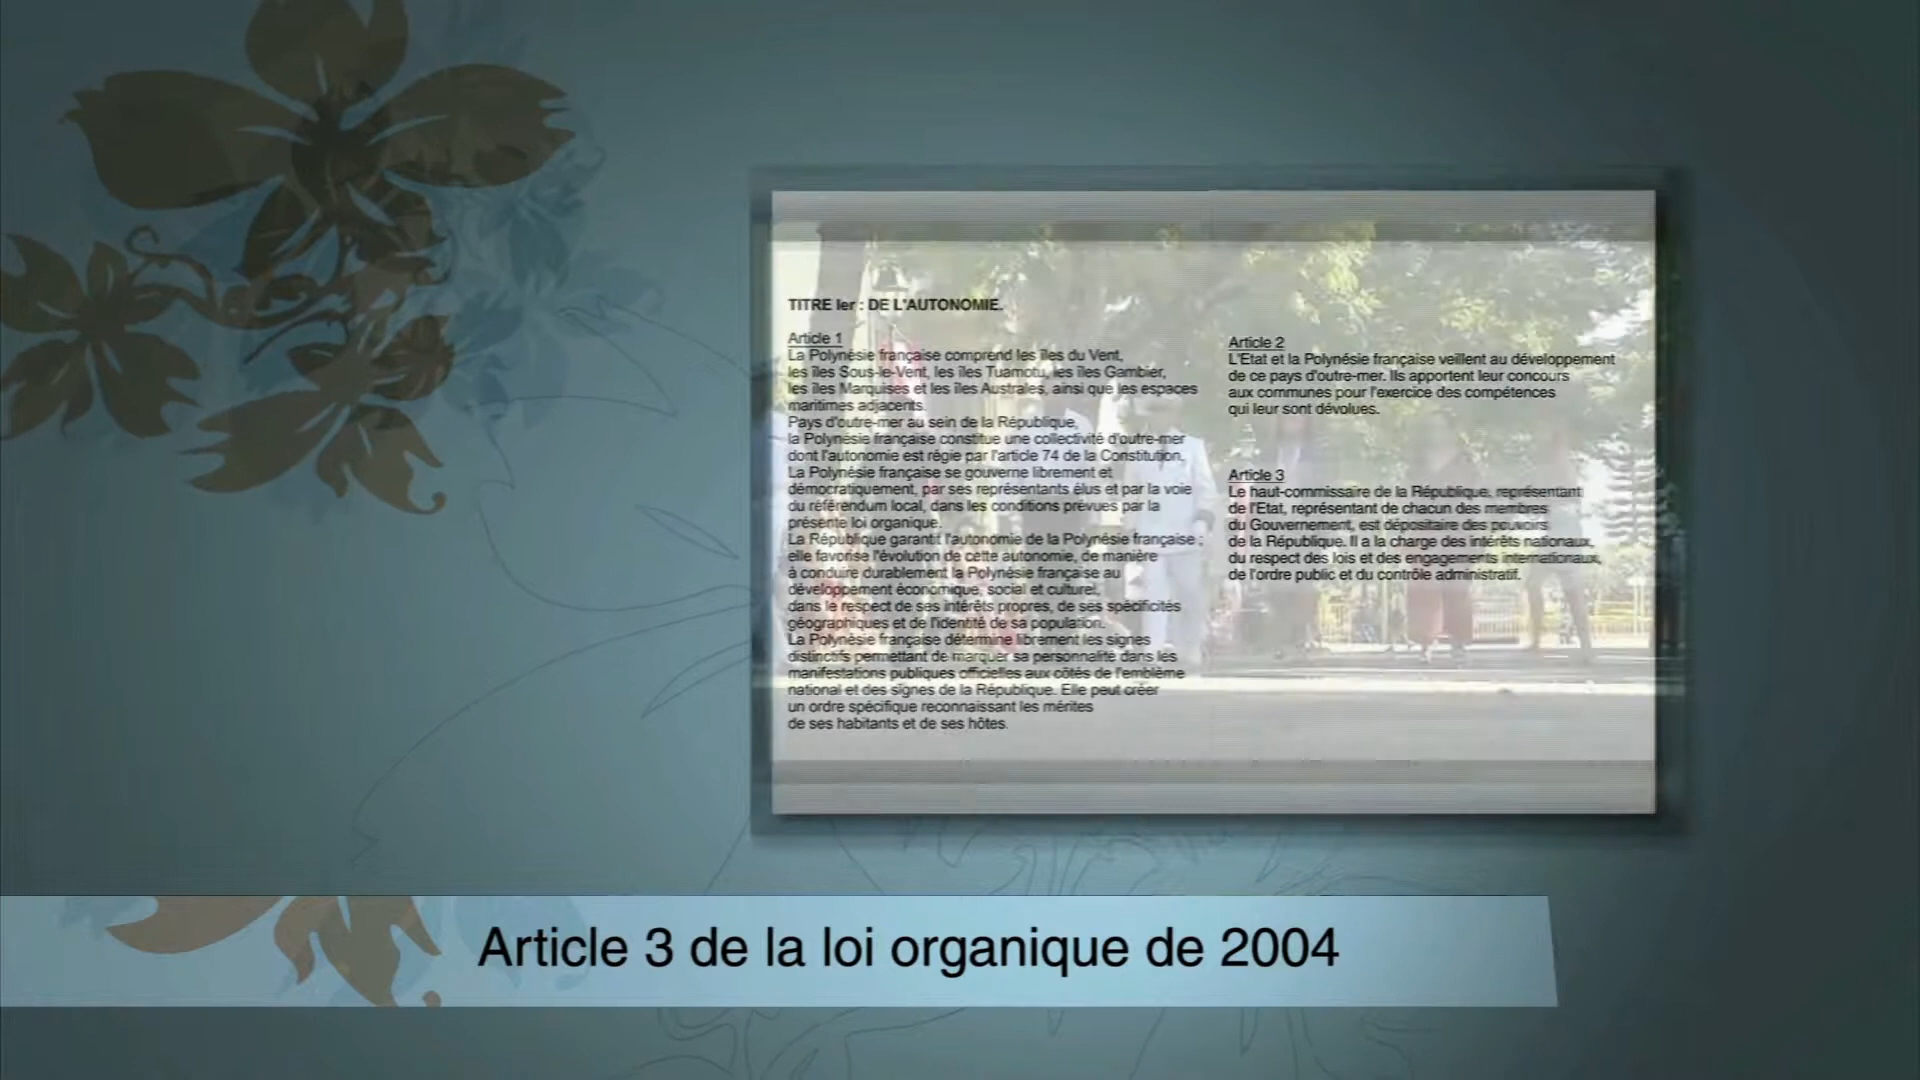 TITRE Ier : DE L'AUTONOMIE.
Article 1
La Polynésie française comprend les îles du Vent,
les îles Sous-le-Vent, les îles Tuamotu, les îles Gambier,
les îles Marquises et les îles Australes, ainsi que les espaces
maritimes adjacents.
Pays d'outre-mer au sein de la République,
la Polynésie française constitue une collectivité d'outre-mer
dont l'autonomie est régie par l'article 74 de la Constitution.
La Polynésie française se gouverne librement et
démocratiquement, par ses représentants élus et par la voie
du référendum local, dans les conditions prévues par la
présente loi organique.
La République garantit l'autonomie de la Polynésie française ;
elle favorise l'évolution de cette autonomie, de manière
à conduire durablement la Polynésie française au
développement économique, social et culturel,
dans le respect de ses intérêts propres, de ses spécificités
géographiques et de l'identité de sa population.
La Polynésie française détermine librement les signes
distinctifs permettant de marquer sa personnalité dans les
manifestations publiques officielles aux côtés de l'emblème
national et des signes de la République. Elle peut créer
un ordre spécifique reconnaissant les mérites
de ses habitants et de ses hôtes.
Article 2
L'Etat et la Polynésie française veillent au développement
de ce pays d'outre-mer. Ils apportent leur concours
aux communes pour l'exercice des compétences
qui leur sont dévolues.
Article 3
Le haut-commissaire de la République, représentant
de l'Etat, représentant de chacun des membres
du Gouvernement, est dépositaire des pouvoirs
de la République. Il a la charge des intérêts nationaux,
du respect des lois et des engagements internationaux,
de l'ordre public et du contrôle administratif.
Article 3 de la loi organique de 2004